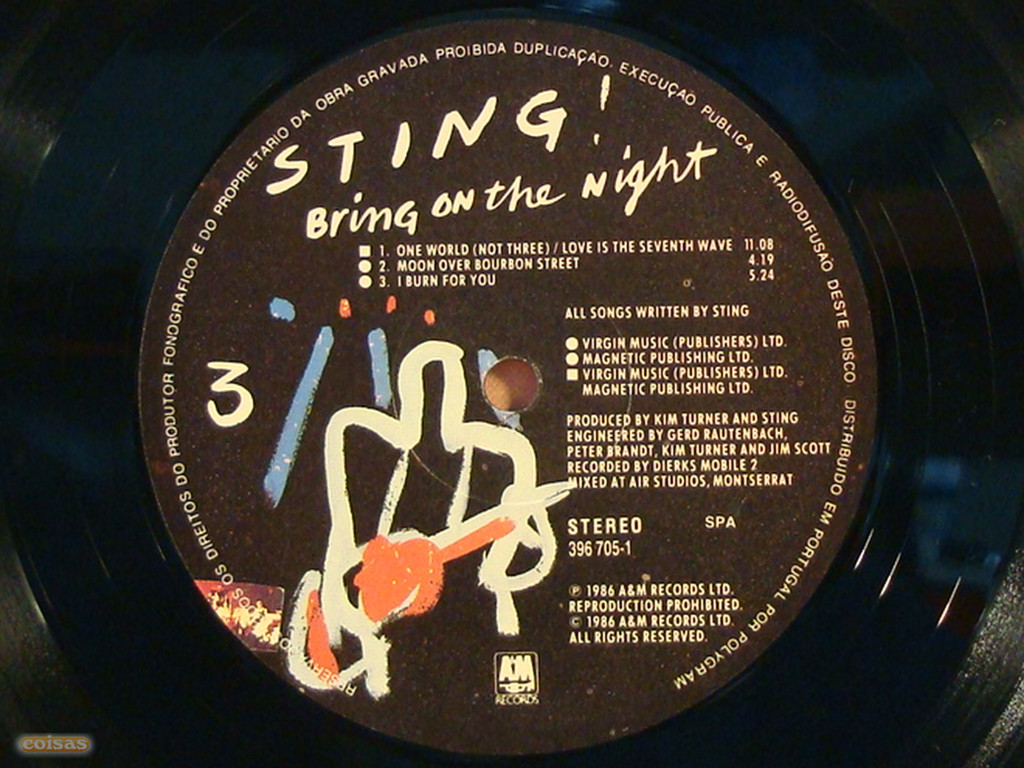 OS DIREITOS DO PRODUTOR FONOGRAFICO E DO PROPRIETARIO DA OBRA GRAVADA PROIBIDA DUPLICAÇÃO. EXECUÇAO PUBLICA E RADIODIFUSÃO DESTE DISCO DISTRIBUIDO EM PORTUGAL POR POLYGRAM
STING!
Bring on the Night
1. ONE WORLD (NOT THREE) / LOVE IS THE SEVENTH WAVE 11.08
2. MOON OVER BOURBON STREET 4.19
3. I BURN FOR YOU 5.24
ALL SONGS WRITTEN BY STING
VIRGIN MUSIC (PUBLISHERS) LTD.
MAGNETIC PUBLISHING LTD.
VIRGIN MUSIC (PUBLISHERS) LTD.
MAGNETIC PUBLISHING LTD.
3
PRODUCED BY KIM TURNER AND STING
ENGINEERED BY GERD RAUTENBACH,
PETER BRANDT, KIM TURNER AND JIM SCOTT
RECORDED BY DIERKS MOBILE 2
MIXED AT AIR STUDIOS, MONTSERRAT
STEREO SPA
396 705-1
℗ 1986 A&M RECORDS LTD.
REPRODUCTION PROHIBITED.
© 1986 A&M RECORDS LTD.
ALL RIGHTS RESERVED.
A&M
RECORDS
coisas